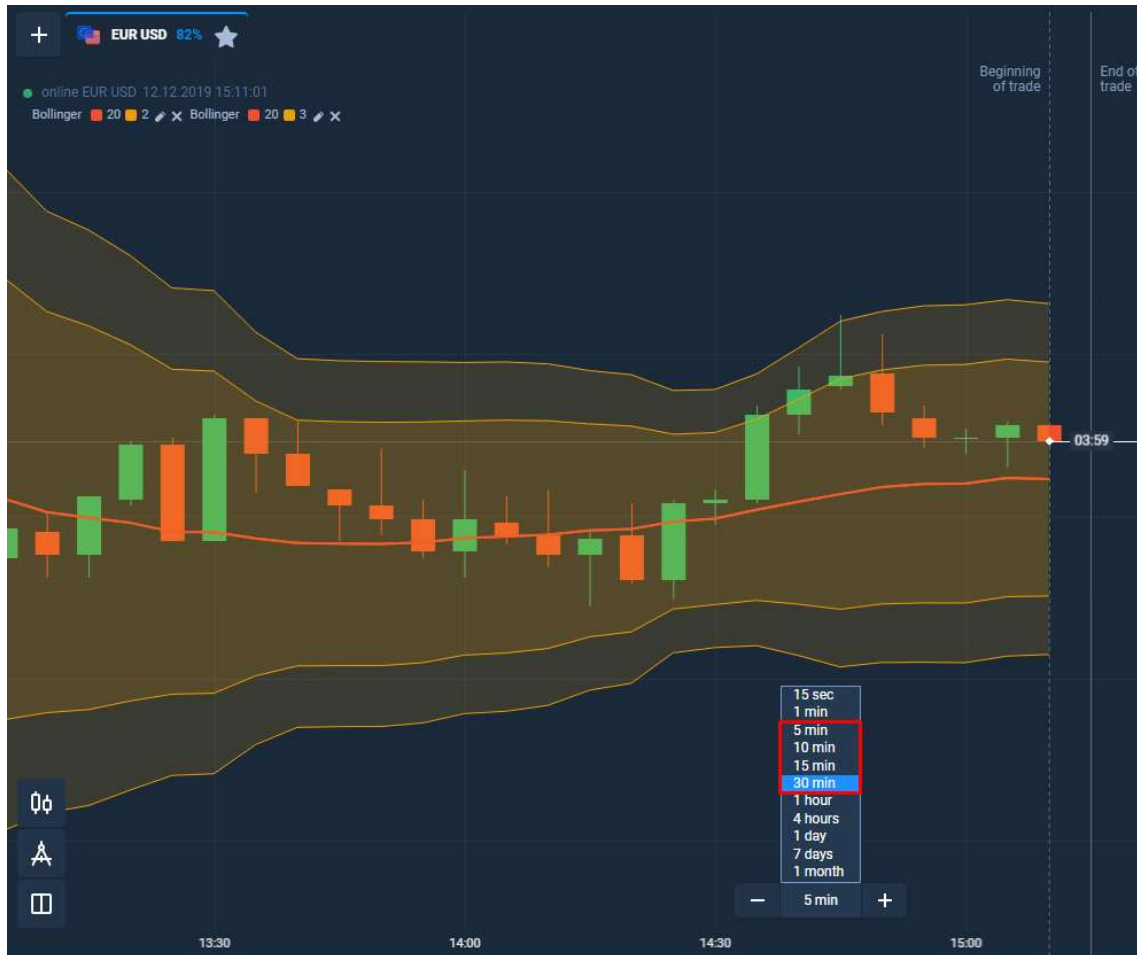 EUR USD 82%
Beginning
of trade
End of
trade
online EUR USD 12.12.2019 15:11:01
Bollinger 20 2 Bollinger 20 3
03:59
15 sec
1 min
5 min
10 min
15 min
30 min
1 hour
4 hours
1 day
7 days
1 month
− 5 min +
13:30 14:00 14:30 15:00